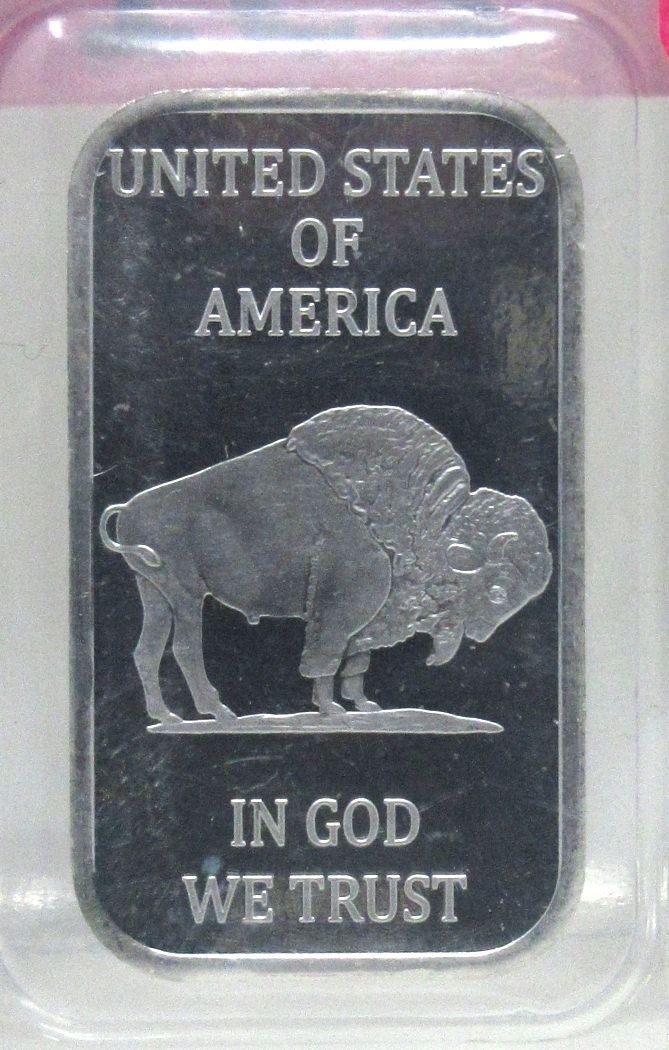 UNITED STATES
OF
AMERICA
IN GOD
WE TRUST